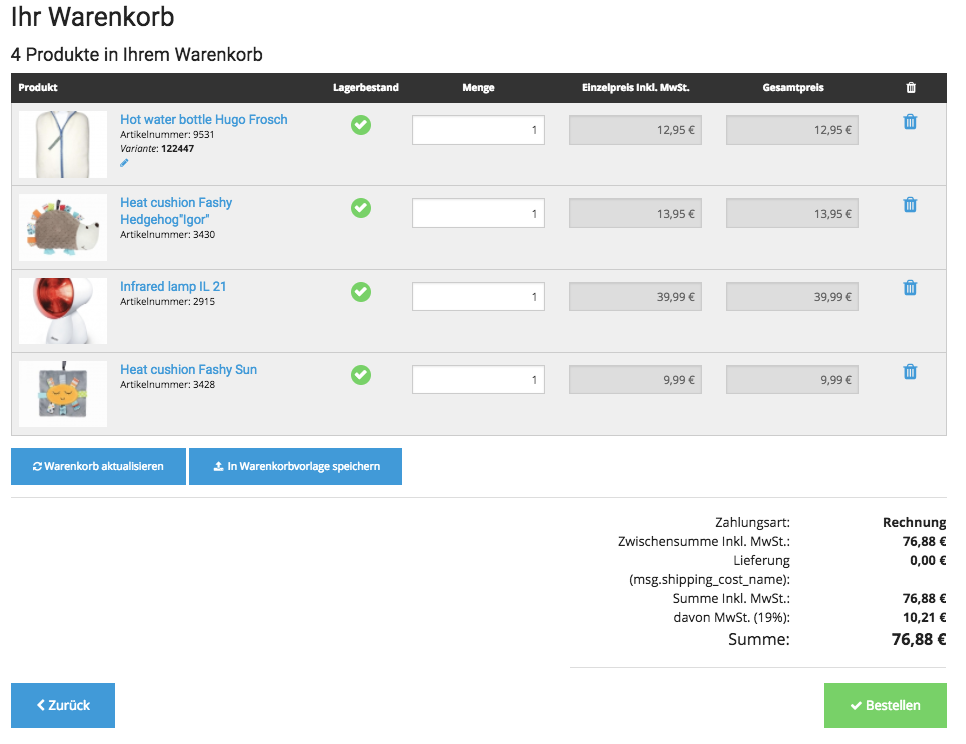 Ihr Warenkorb
4 Produkte in Ihrem Warenkorb
Produkt Lagerbestand Menge Einzelpreis Inkl. MwSt. Gesamtpreis
Hot water bottle Hugo Frosch
Artikelnummer: 9531
Variante: 122447
1 12,95 € 12,95 €
Heat cushion Fashy
Hedgehog"Igor"
Artikelnummer: 3430
1 13,95 € 13,95 €
Infrared lamp IL 21
Artikelnummer: 2915
1 39,99 € 39,99 €
Heat cushion Fashy Sun
Artikelnummer: 3428
1 9,99 € 9,99 €
Warenkorb aktualisieren In Warenkorbvorlage speichern
Zahlungsart: Rechnung
Zwischensumme Inkl. MwSt.: 76,88 €
Lieferung 0,00 €
(msg.shipping_cost_name):
Summe Inkl. MwSt.: 76,88 €
davon MwSt. (19%): 10,21 €
Summe: 76,88 €
Zurück Bestellen